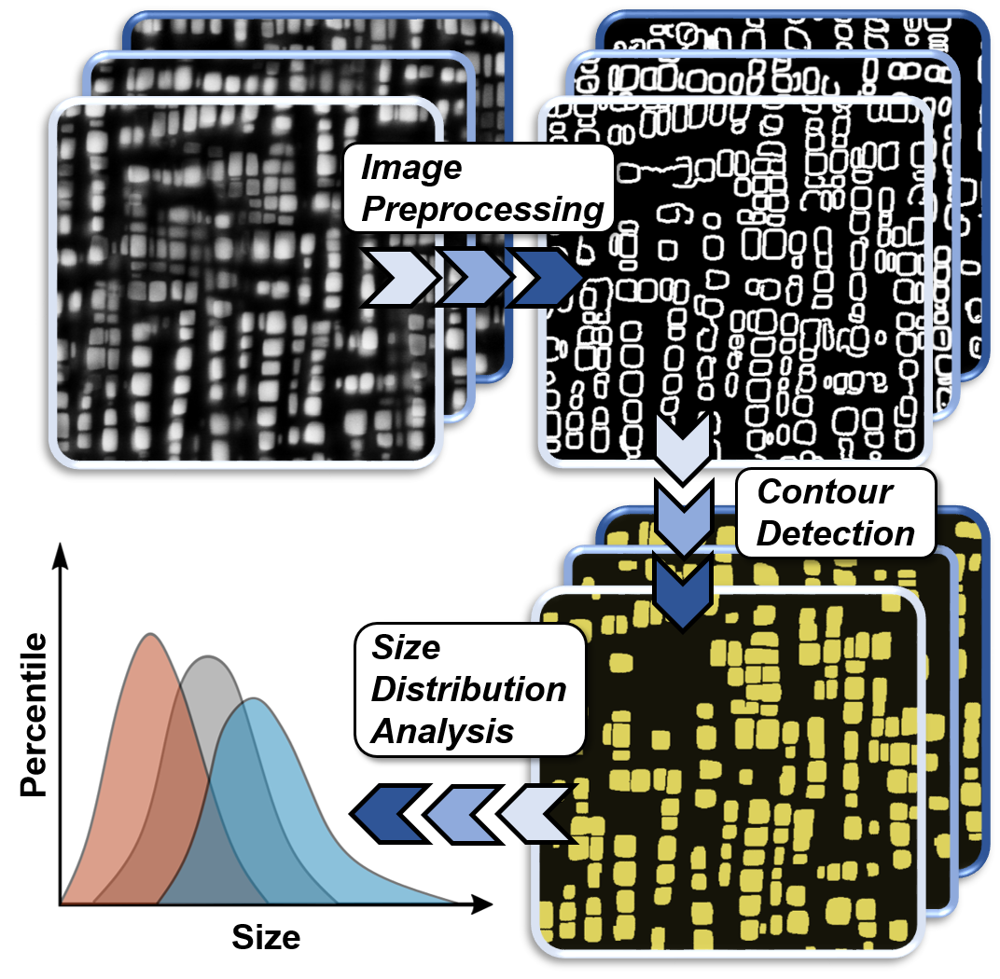 Image
Preprocessing
Contour
Detection
Size
Distribution
Analysis
Percentile
Size